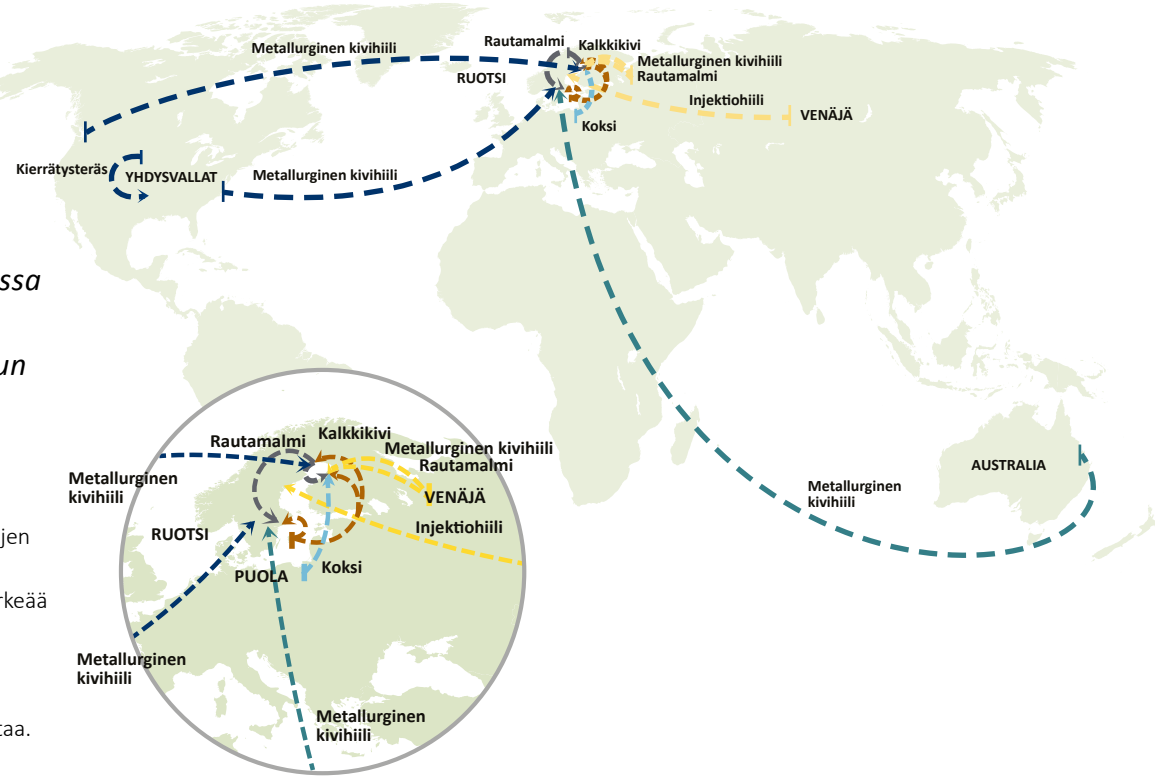 Metallurginen kivihiili
Rautamalmi
Kalkkikivi
Metallurginen kivihiili
Rautamalmi
RUOTSI
Injektiohiili
VENÄJÄ
Koksi
Kierrätysteräs
YHDYSVALLAT
Metallurginen kivihiili
ssa
un
AUSTRALIA
Metallurginen
kivihiili
Rautamalmi
Kalkkikivi
Metallurginen kivihiili
Rautamalmi
Metallurginen
kivihiili
VENÄJÄ
Injektiohiili
RUOTSI
jen
Koksi
PUOLA
rkeää
Metallurginen
kivihiili
Metallurginen
kivihiili
taa.